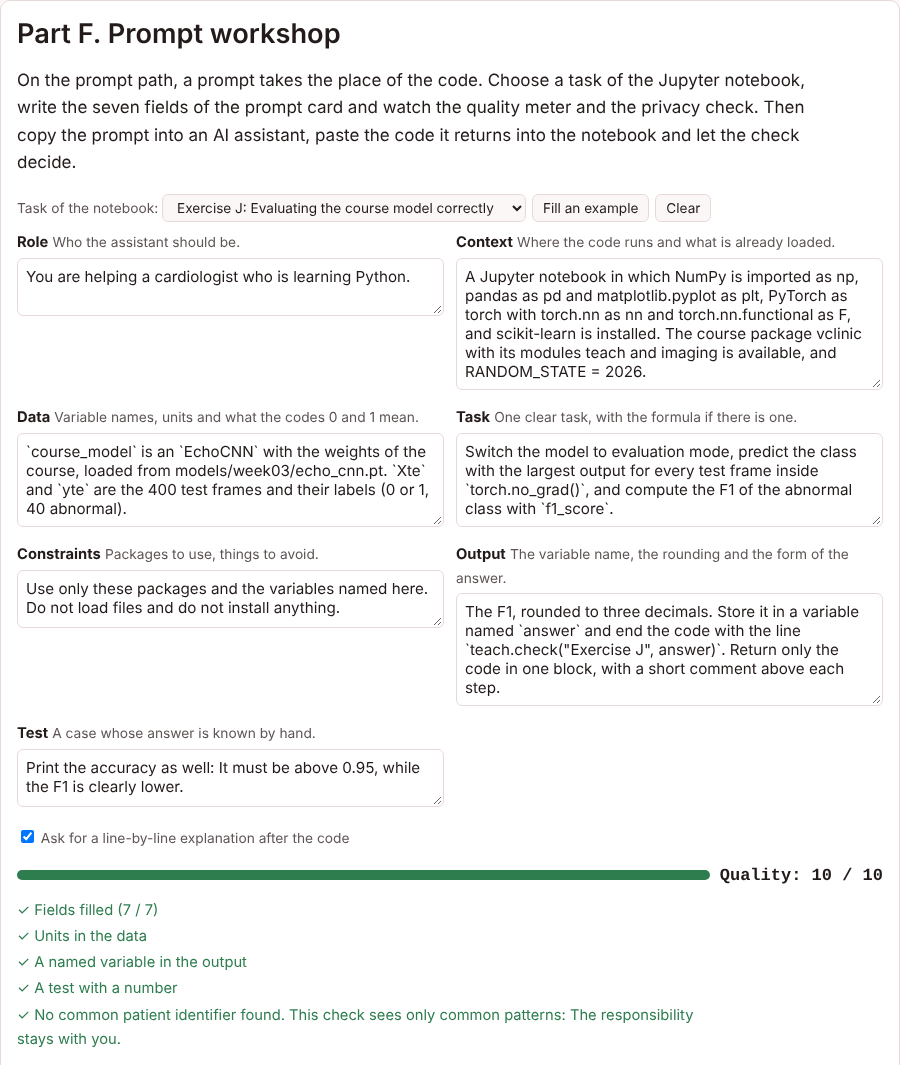 Part F. Prompt workshop
On the prompt path, a prompt takes the place of the code. Choose a task of the Jupyter notebook,
write the seven fields of the prompt card and watch the quality meter and the privacy check. Then
copy the prompt into an AI assistant, paste the code it returns into the notebook and let the check
decide.
Task of the notebook: Exercise J: Evaluating the course model correctly Fill an example Clear
Role Who the assistant should be.
You are helping a cardiologist who is learning Python.
Context Where the code runs and what is already loaded.
A Jupyter notebook in which NumPy is imported as np,
pandas as pd and matplotlib.pyplot as plt, PyTorch as
torch with torch.nn as nn and torch.nn.functional as F,
and scikit-learn is installed. The course package vclinic
with its modules teach and imaging is available, and
RANDOM_STATE = 2026.
Data Variable names, units and what the codes 0 and 1 mean.
`course_model` is an `EchoCNN` with the weights of the
course, loaded from models/week03/echo_cnn.pt. `Xte`
and `yte` are the 400 test frames and their labels (0 or 1,
40 abnormal).
Task One clear task, with the formula if there is one.
Switch the model to evaluation mode, predict the class
with the largest output for every test frame inside
`torch.no_grad()`, and compute the F1 of the abnormal
class with `f1_score`.
Constraints Packages to use, things to avoid.
Use only these packages and the variables named here.
Do not load files and do not install anything.
Output The variable name, the rounding and the form of the
answer.
The F1, rounded to three decimals. Store it in a variable
named `answer` and end the code with the line
`teach.check("Exercise J", answer)`. Return only the
code in one block, with a short comment above each
step.
Test A case whose answer is known by hand.
Print the accuracy as well: It must be above 0.95, while
the F1 is clearly lower.
Ask for a line-by-line explanation after the code
Quality: 10 / 10
✓ Fields filled (7 / 7)
✓ Units in the data
✓ A named variable in the output
✓ A test with a number
✓ No common patient identifier found. This check sees only common patterns: The responsibility
stays with you.